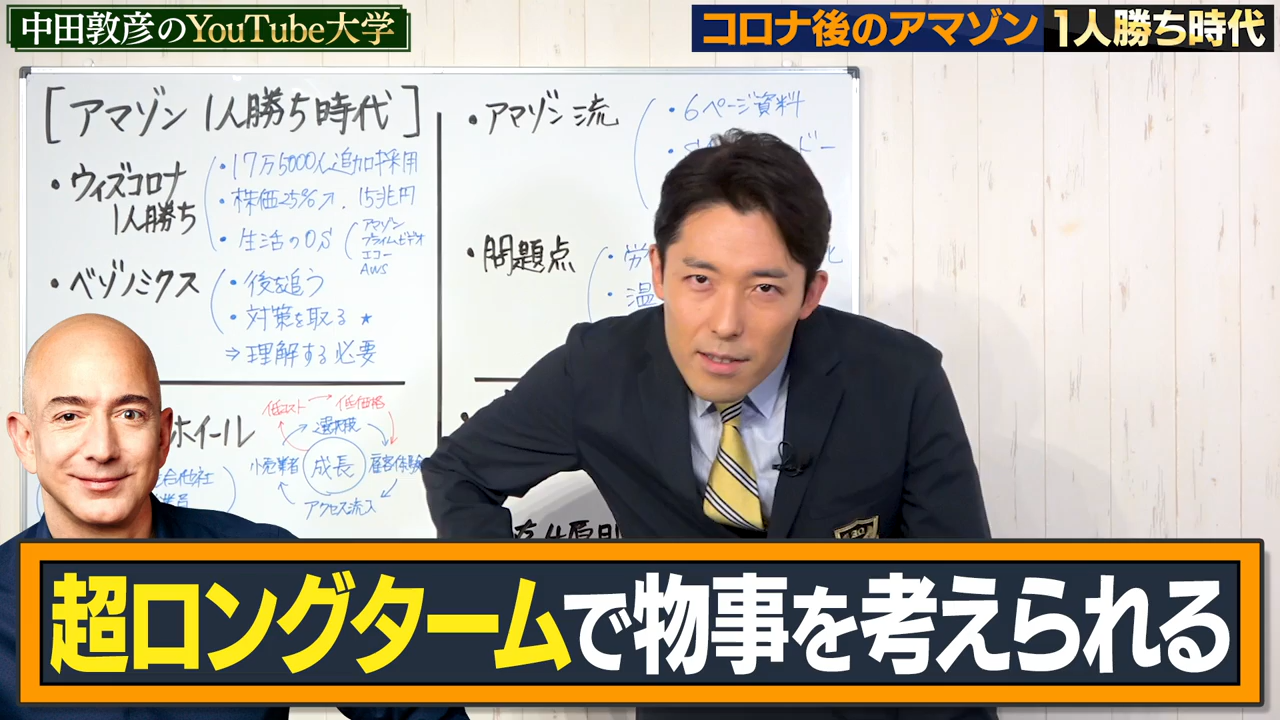 中田敦彦のYouTube大学
コロナ後のアマゾン 1人勝ち時代
[アマゾン 1人勝ち時代]
・ウィズコロナ
1人勝ち
・17万5000人追加採用
・株価25%↗、15兆円
・生活のOS
アマゾン
プライムビデオ
エコー
AWS
・ベゾノミクス
・後を追う
・対策を取る ★
⇒理解する必要
ホイール
低コスト→低価格
選択肢
小売業者
成長
顧客体験
アクセス流入
・アマゾン流
・6ページ資料
・問題点
超ロングタームで物事を考えられる